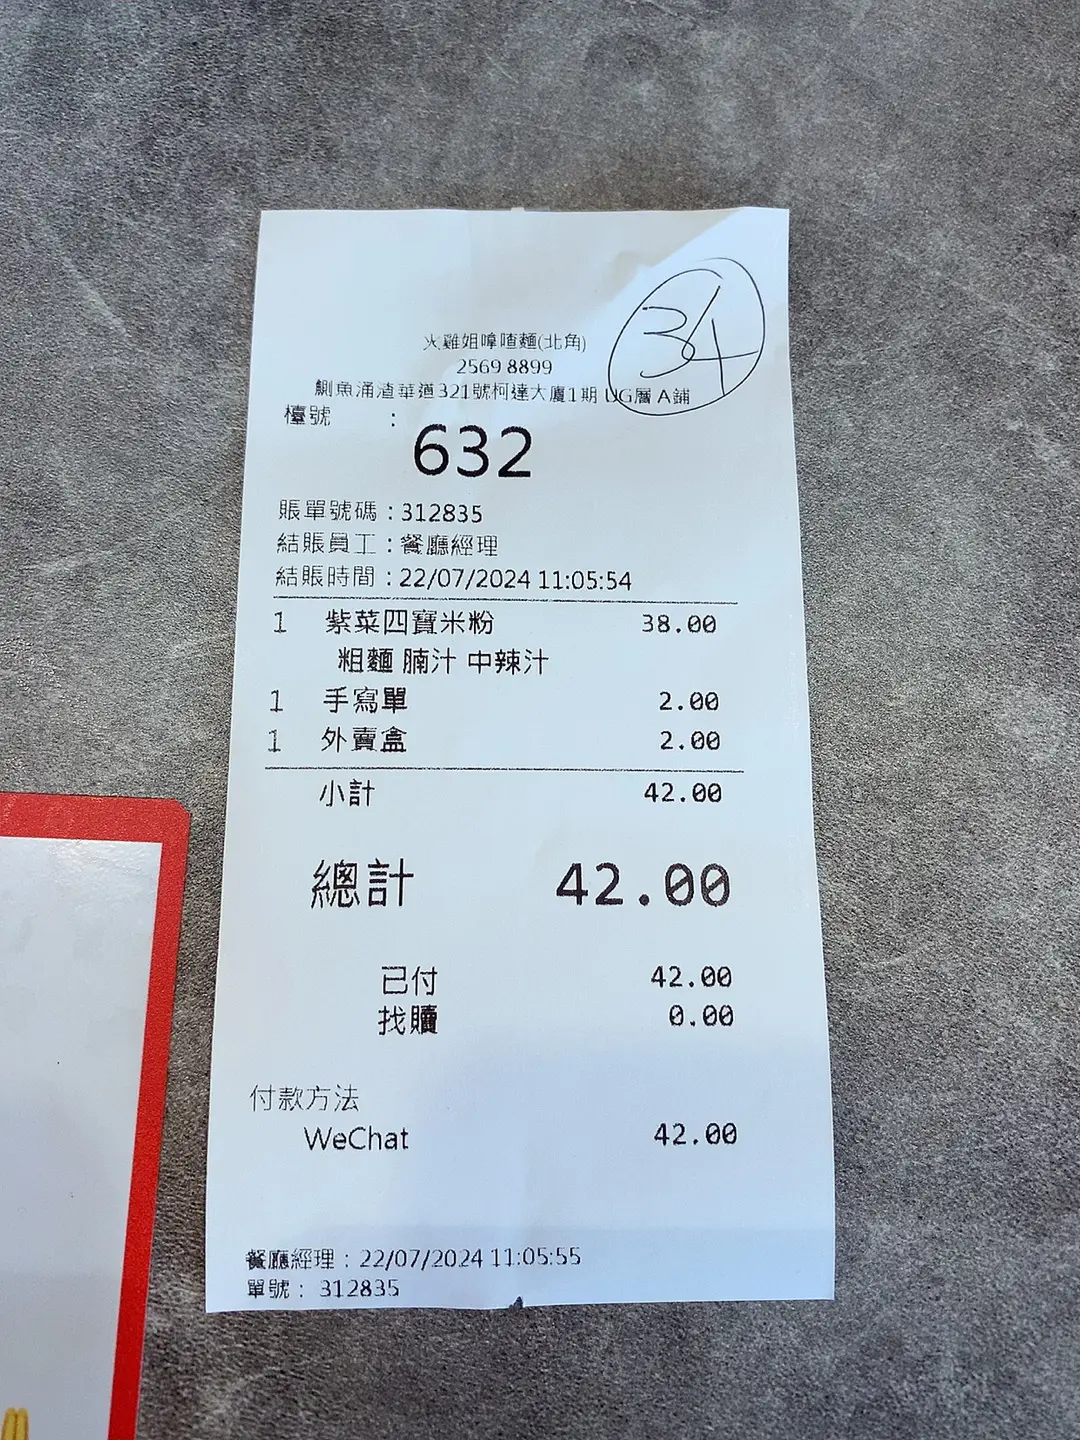 34
火雞姐嗱喳麵(北角)
2569 8899
鰂魚涌渣華道321號柯達大廈1期 UG層 A鋪
檯號 :
632
賬單號碼 : 312835
結賬員工 : 餐廳經理
結賬時間 : 22/07/2024 11:05:54
1 紫菜四寶米粉 38.00
粗麵 腩汁 中辣汁
1 手寫單 2.00
1 外賣盒 2.00
小計 42.00
總計 42.00
已付 42.00
找贖 0.00
付款方法
WeChat 42.00
餐廳經理 : 22/07/2024 11:05:55
單號 : 312835